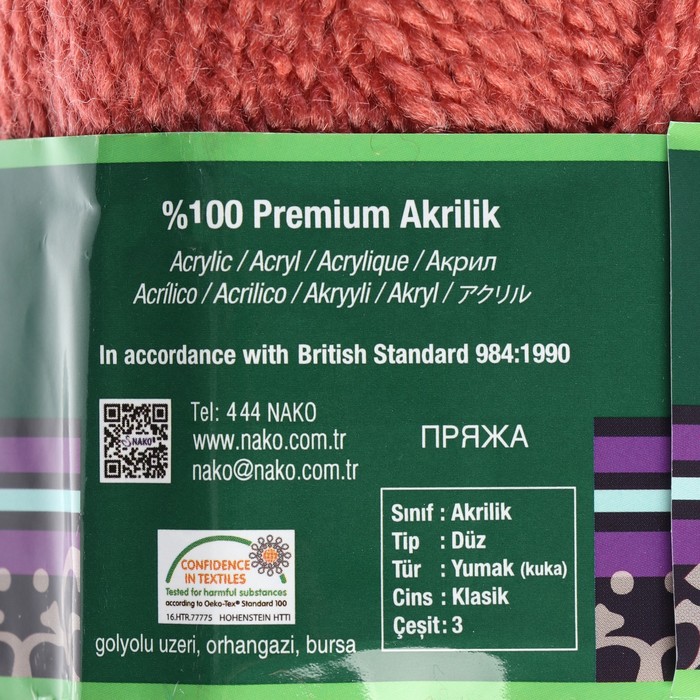 %100 Premium Akrilik
Acrylic / Acryl / Acrylique / Акрил
Acrílico / Acrilico / Akryyli / Akryl / アクリル
In accordance with British Standard 984:1990
NAKO
Tel: 444 NAKO
www.nako.com.tr
nako@nako.com.tr
ПРЯЖА
Sınıf : Akrilik
Tip : Düz
Tür : Yumak (kuka)
Cins : Klasik
Çeşit : 3
CONFIDENCE
IN TEXTILES
Tested for harmful substances
according to Oeko-Tex® Standard 100
16.HTR.77775 HOHENSTEIN HTTI
golyolu uzeri, orhangazi, bursa